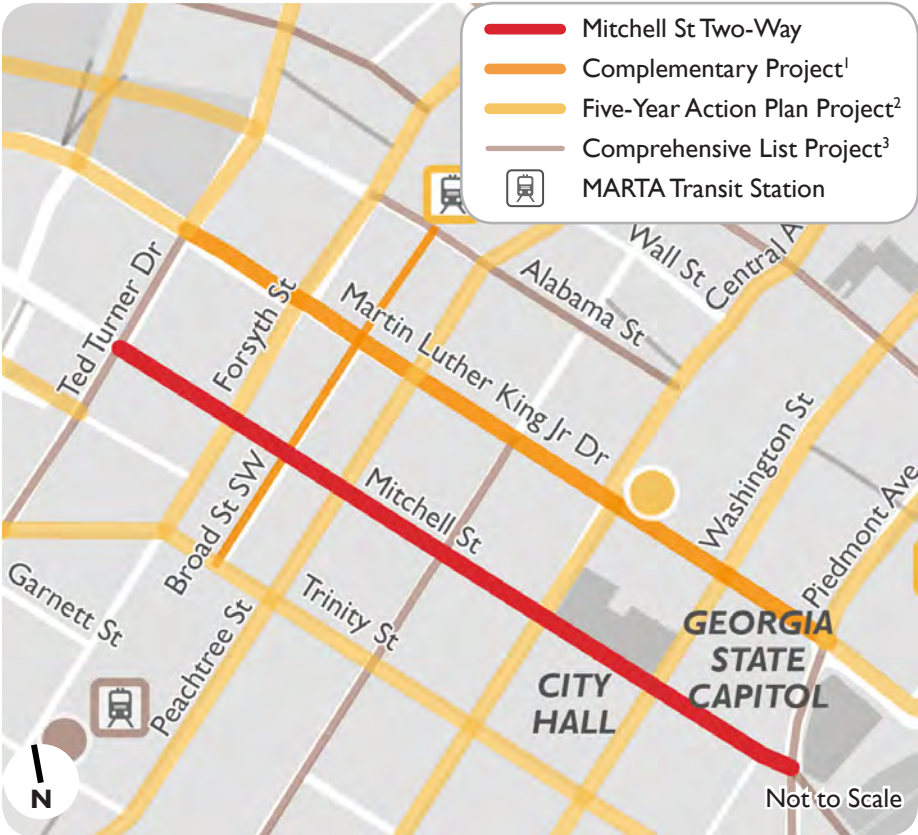 Mitchell St Two-Way
Complementary Project¹
Five-Year Action Plan Project²
Comprehensive List Project³
MARTA Transit Station
Wall St
Central A
Alabama St
Ted Turner Dr
Forsyth St
Martin Luther King Jr Dr
Washington St
Piedmont Ave
Mitchell St
Broad St SW
Garnett St
Trinity St
Peachtree St
GEORGIA
STATE
CAPITOL
CITY
HALL
N
Not to Scale